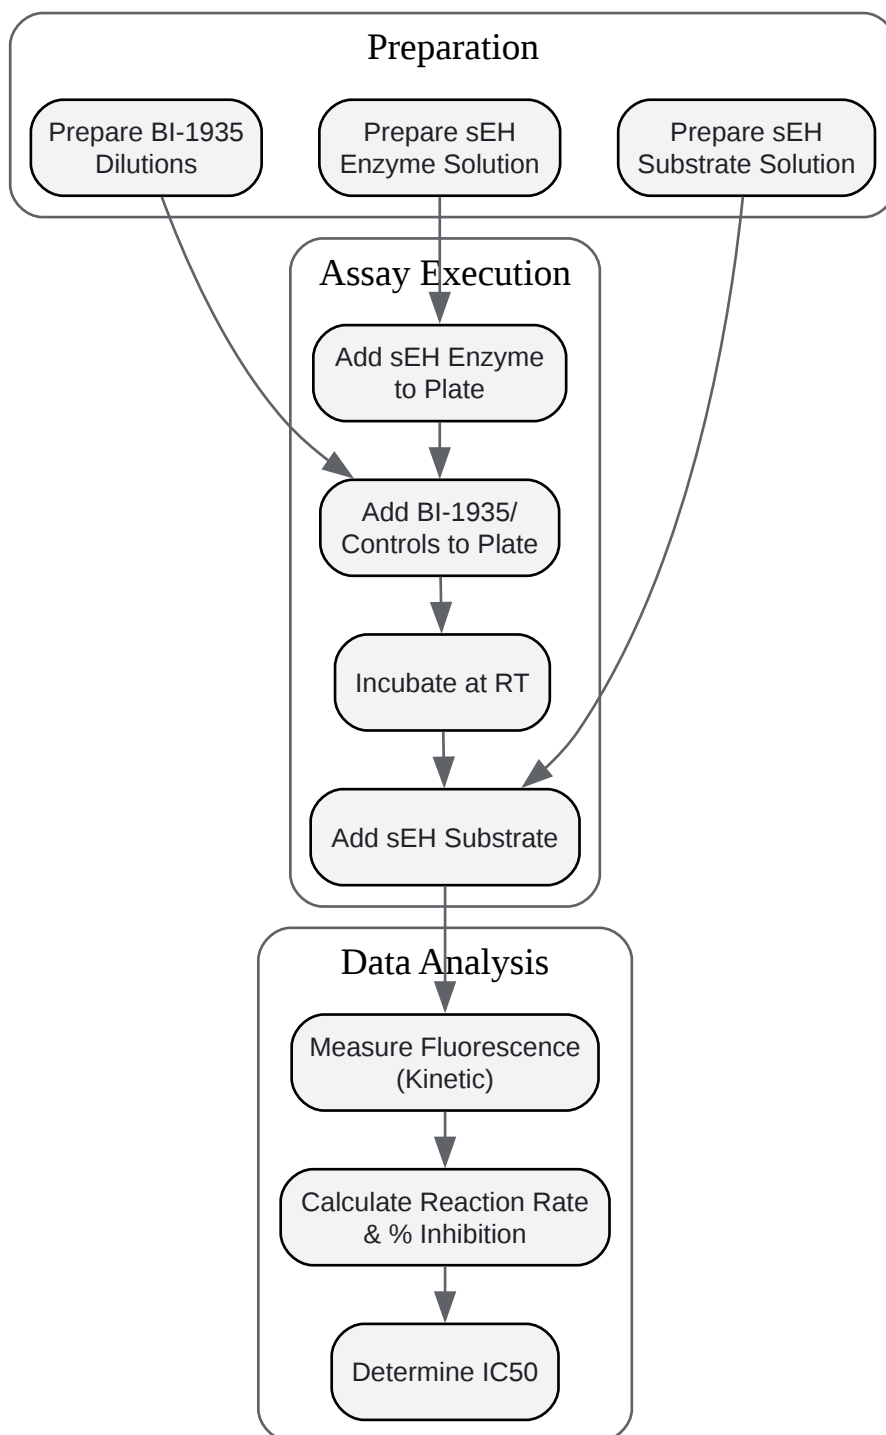 Preparation
Prepare BI-1935
Dilutions
Prepare sEH
Enzyme Solution
Prepare sEH
Substrate Solution
Assay Execution
Add sEH Enzyme
to Plate
Add BI-1935/
Controls to Plate
Incubate at RT
Add sEH Substrate
Data Analysis
Measure Fluorescence
(Kinetic)
Calculate Reaction Rate
& % Inhibition
Determine IC50